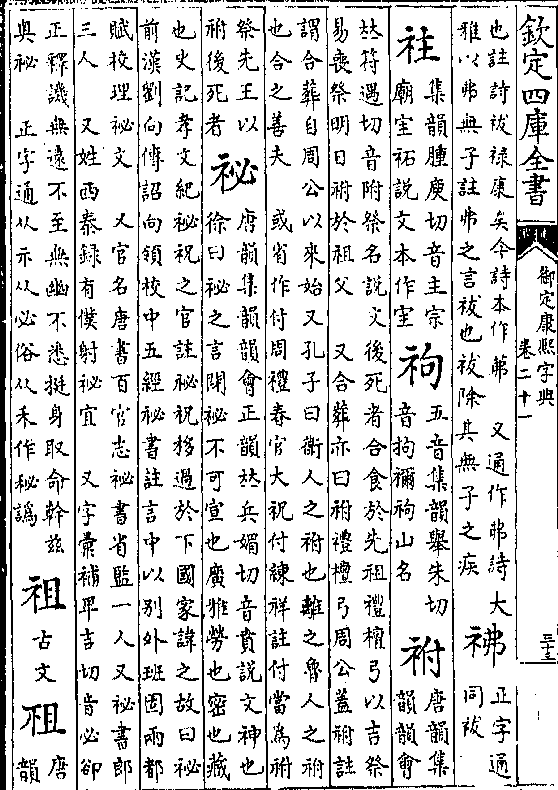 欽定四庫全書
御定康熙字典
卷二十一
三十三
也註詩祓祿康矣今詩本作茀　又通作弗詩大
雅以弗無子註弗之言祓也祓除其無子之疾
正字通
同祓
集韻腫庾切音主宗
廟宔祏說文本作宔
五音集韻舉朱切
音拘禰山名
祔
唐韻集
韻韻會
𠀤符遇切音附祭名說文後死者合食於先祖禮檀弓以吉祭
易喪祭明日祔於祖父　又合葬亦曰祔禮檀弓周公蓋祔註
謂合葬自周公以來始又孔子曰衞人之祔也離之魯人之祔
也合之善夫　或省作付周禮春官大祝付練祥註付當爲祔
祭先王以
祔後死者
祕
唐韻集韻韻會正韻𠀤兵媚切音賁說文神也
徐曰祕之言閉祕不可宣也廣雅勞也密也藏
也史記孝文紀祕祝之官註祕祝移過於下國家諱之故曰祕
前漢劉向傳詔向領校中五經祕書註言中以別外班固兩都
賦校理祕文　又官名唐書百官志祕書省監一人又祕書郎
三人　又姓西秦録有僕射祕宜　又字彙補畢吉切音必郤
正釋譏無遠不至無幽不悉挺身取命幹兹
奥祕　正字通从示从必俗从禾作秘譌
祖
古文
唐
韻